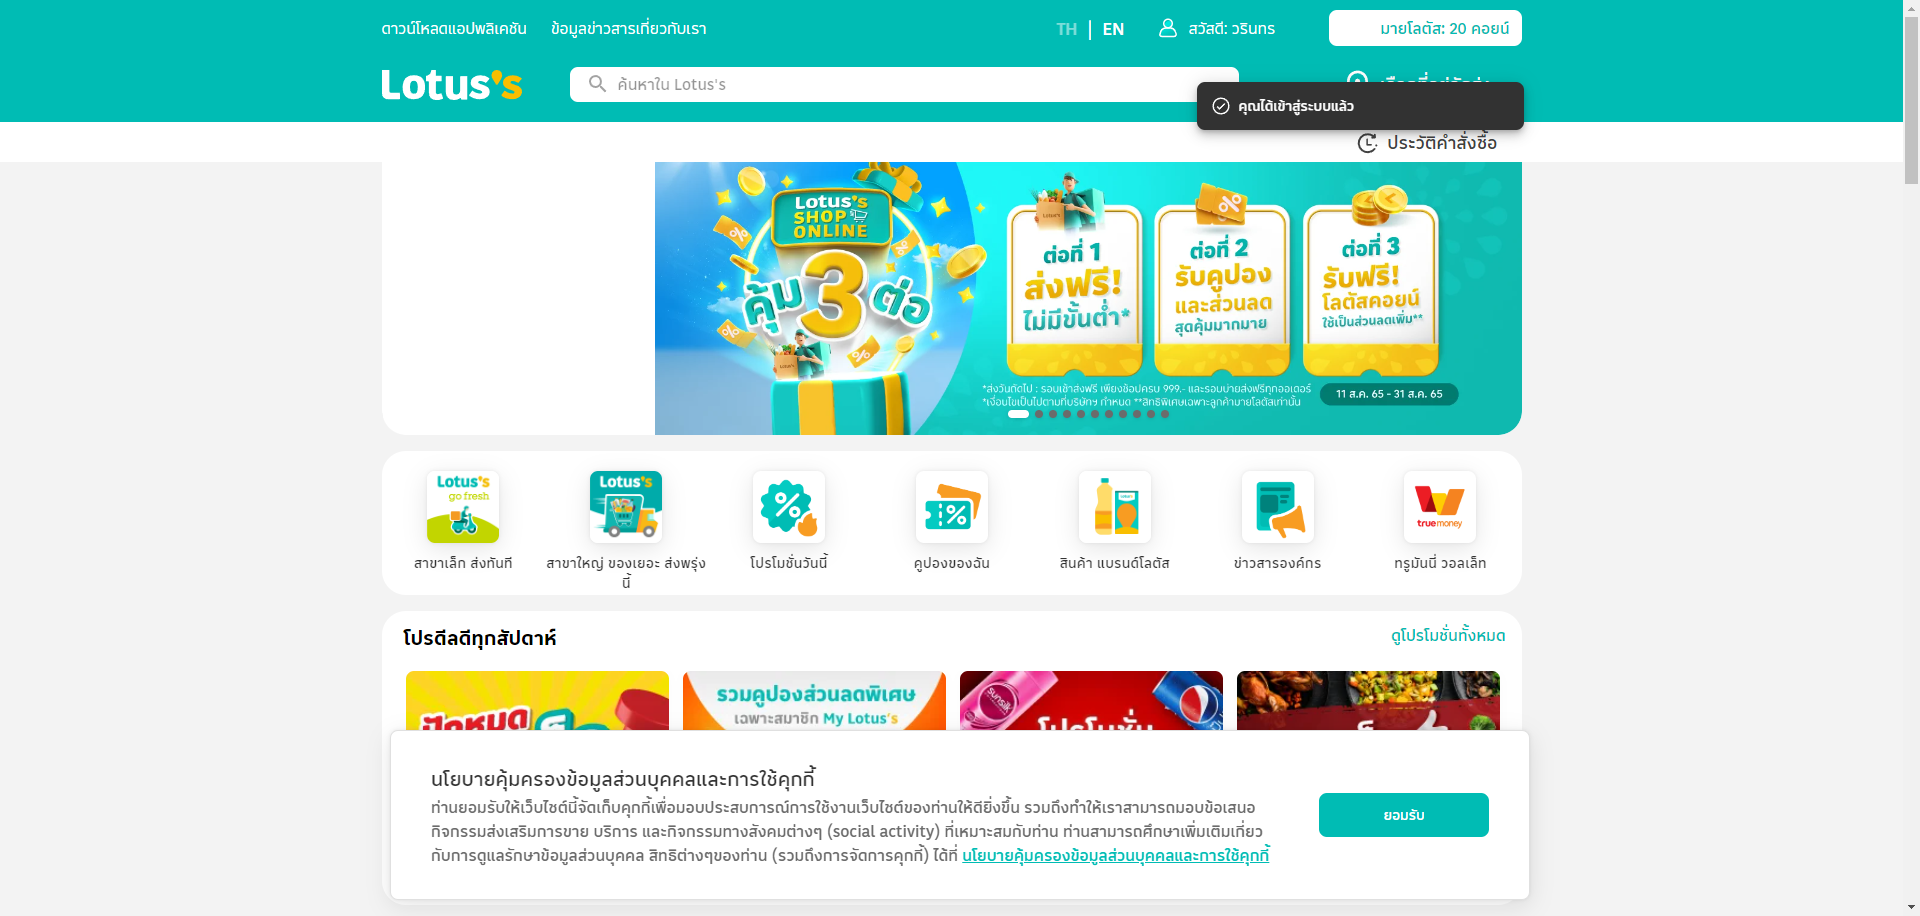 ดาวน์โหลดแอปพลิเคชัน ข้อมูลข่าวสารเกี่ยวกับเรา TH | EN สวัสดี: วรินทร มายโลตัส: 20 คอยน์
Lotus's ค้นหาใน Lotus's
คุณได้เข้าสู่ระบบแล้ว
ประวัติคำสั่งซื้อ
Lotus's
SHOP
ONLINE
คุ้ม 3 ต่อ
ต่อที่ 1
ส่งฟรี!
ไม่มีขั้นต่ำ*
ต่อที่ 2
รับคูปอง
และส่วนลด
สุดคุ้มมากมาย
ต่อที่ 3
รับฟรี!
โลตัสคอยน์
ใช้เป็นส่วนลดเพิ่ม**
*ส่งวันถัดไป : รอบเช้าส่งฟรี เพียงช้อปครบ 999.- และรอบบ่ายส่งฟรีทุกออเดอร์
*เงื่อนไขเป็นไปตามที่บริษัทฯ กำหนด **สิทธิพิเศษเฉพาะลูกค้ามายโลตัสเท่านั้น
11 ส.ค. 65 - 31 ส.ค. 65
Lotus's
go fresh
Lotus's
true money
สาขาเล็ก ส่งทันที
สาขาใหญ่ ของเยอะ ส่งพรุ่ง
นี้
โปรโมชั่นวันนี้
คูปองของฉัน
สินค้า แบรนด์โลตัส
ข่าวสารองค์กร
ทรูมันนี่ วอลเล็ท
โปรดีลดีทุกสัปดาห์ ดูโปรโมชั่นทั้งหมด
รวมคูปองส่วนลดพิเศษ
เฉพาะสมาชิก My Lotus's
sunsilk
โปรโมชั่น
นโยบายคุ้มครองข้อมูลส่วนบุคคลและการใช้คุกกี้
ท่านยอมรับให้เว็บไซต์นี้จัดเก็บคุกกี้เพื่อมอบประสบการณ์การใช้งานเว็บไซต์ของท่านให้ดียิ่งขึ้น รวมถึงทำให้เราสามารถมอบข้อเสนอ
กิจกรรมส่งเสริมการขาย บริการ และกิจกรรมทางสังคมต่างๆ (social activity) ที่เหมาะสมกับท่าน ท่านสามารถศึกษาเพิ่มเติมเกี่ยว
กับการดูแลรักษาข้อมูลส่วนบุคคล สิทธิต่างๆของท่าน (รวมถึงการจัดการคุกกี้) ได้ที่ นโยบายคุ้มครองข้อมูลส่วนบุคคลและการใช้คุกกี้
ยอมรับ